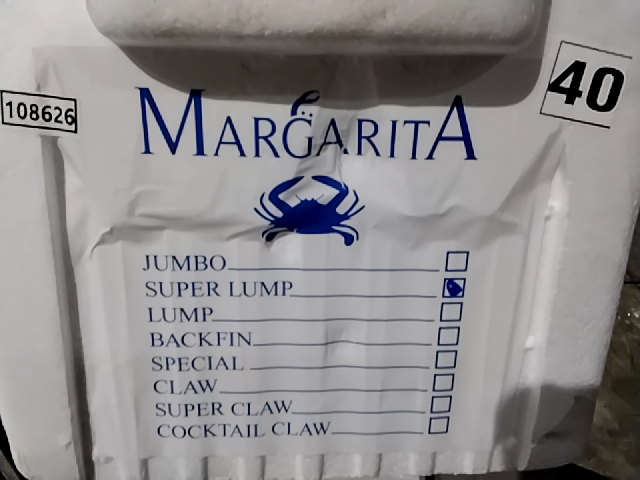 108626
40
MARGARITA
JUMBO
SUPER LUMP
LUMP
BACKFIN
SPECIAL
CLAW
SUPER CLAW
COCKTAIL CLAW